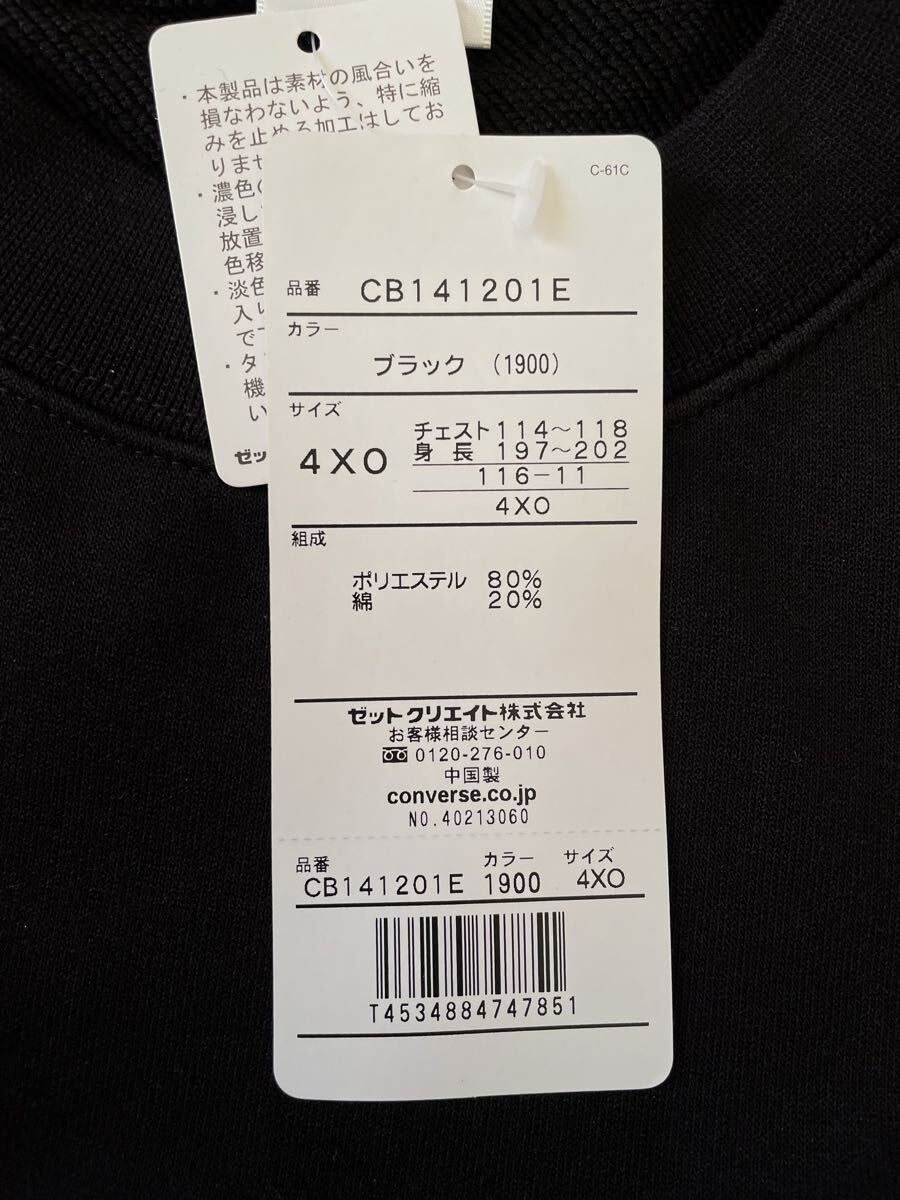 ・本製品は素材の風合いを
損なわないよう、特に縮
みを止める加工はしてお
りませ
・濃色の
浸し
放置
色移
・淡色
入り
で
・タ
機
い
ゼット
C-61C
品番 CB141201E
カラー
ブラック （1900）
サイズ
4XO
チェスト 114〜118
身長 197〜202
116-11
4XO
組成
ポリエステル 80%
綿 20%
ゼットクリエイト株式会社
お客様相談センター
0120-276-010
中国製
converse.co.jp
NO.40213060
品番 カラー サイズ
CB141201E 1900 4XO
T4534884747851